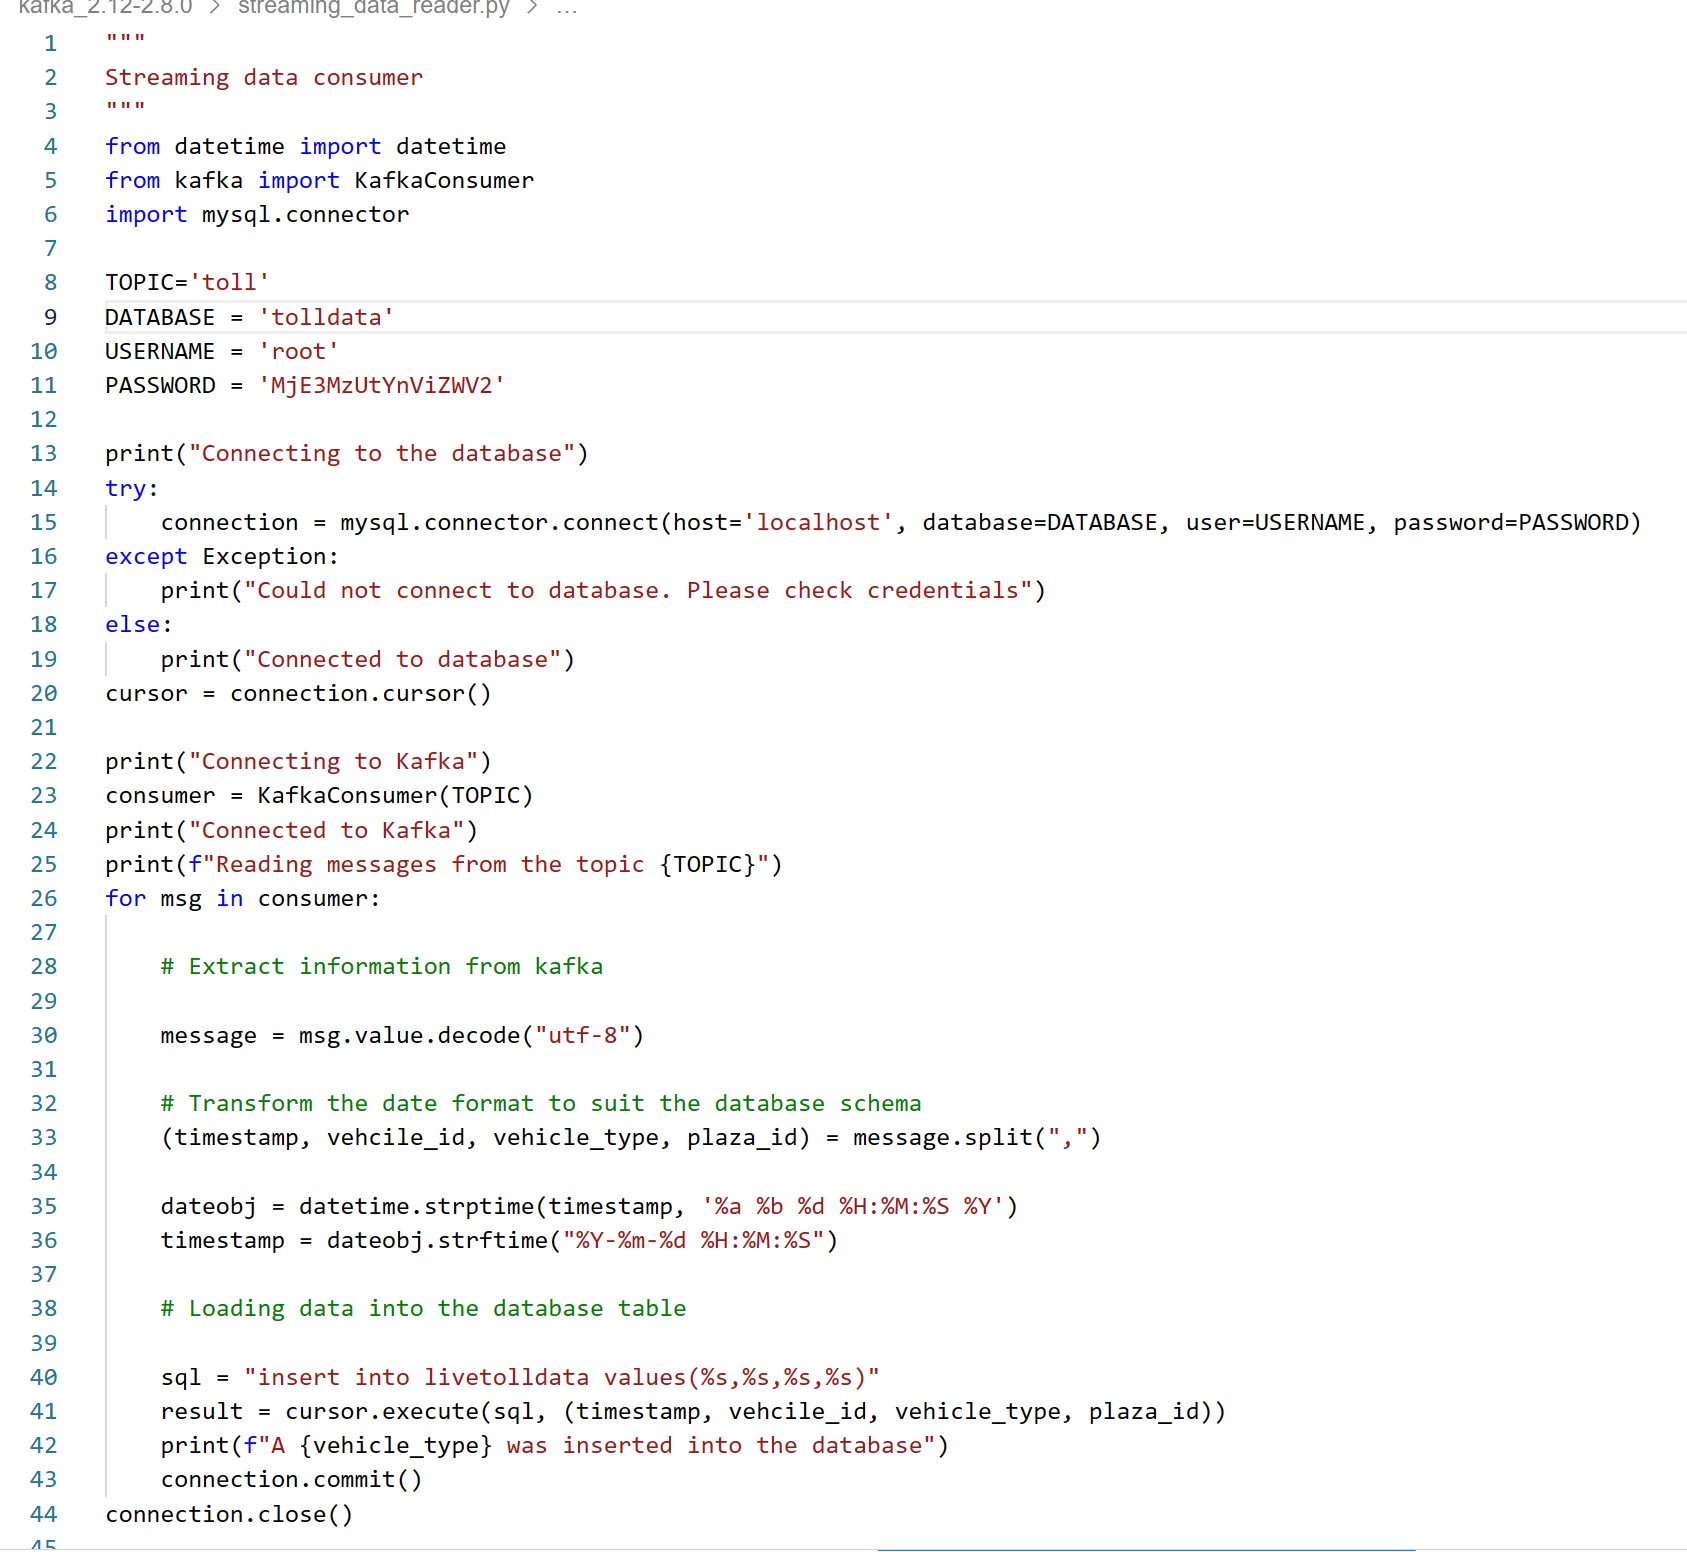 kafka_2.12-2.8.0 > streaming_data_reader.py > ...
1 """
2 Streaming data consumer
3 """
4 from datetime import datetime
5 from kafka import KafkaConsumer
6 import mysql.connector
7
8 TOPIC='toll'
9 DATABASE = 'tolldata'
10 USERNAME = 'root'
11 PASSWORD = 'MjE3MzUtYnViZWV2'
12
13 print("Connecting to the database")
14 try:
15     connection = mysql.connector.connect(host='localhost', database=DATABASE, user=USERNAME, password=PASSWORD)
16 except Exception:
17     print("Could not connect to database. Please check credentials")
18 else:
19     print("Connected to database")
20 cursor = connection.cursor()
21
22 print("Connecting to Kafka")
23 consumer = KafkaConsumer(TOPIC)
24 print("Connected to Kafka")
25 print(f"Reading messages from the topic {TOPIC}")
26 for msg in consumer:
27
28     # Extract information from kafka
29
30     message = msg.value.decode("utf-8")
31
32     # Transform the date format to suit the database schema
33     (timestamp, vehcile_id, vehicle_type, plaza_id) = message.split(",")
34
35     dateobj = datetime.strptime(timestamp, '%a %b %d %H:%M:%S %Y')
36     timestamp = dateobj.strftime("%Y-%m-%d %H:%M:%S")
37
38     # Loading data into the database table
39
40     sql = "insert into livetolldata values(%s,%s,%s,%s)"
41     result = cursor.execute(sql, (timestamp, vehcile_id, vehicle_type, plaza_id))
42     print(f"A {vehicle_type} was inserted into the database")
43     connection.commit()
44 connection.close()
45